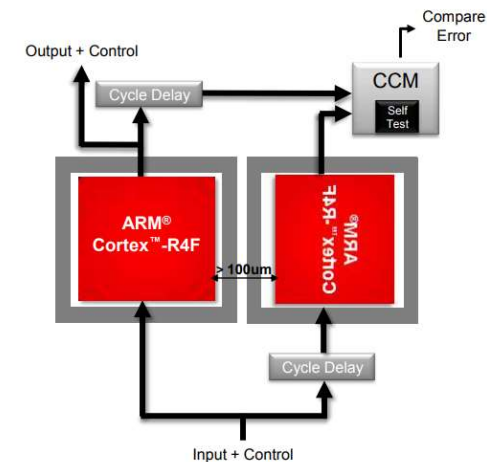 Compare
Error
Output + Control
CCM
Cycle Delay
Self
Test
ARM®
Cortex™-R4F
ARM®
Cortex™-R4F
> 100um
Cycle Delay
Input + Control